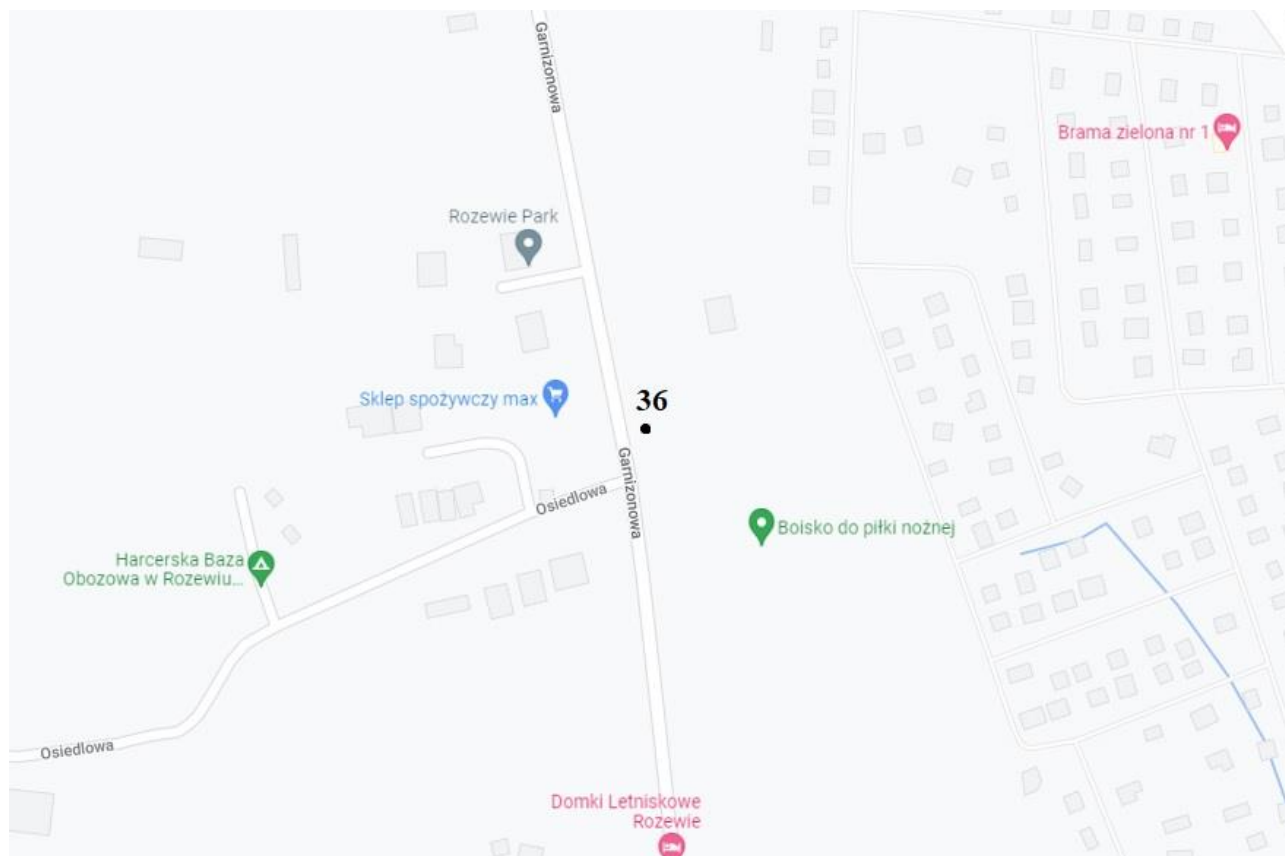 Garnizonowa
Brama zielona nr 1
Rozewie Park
Sklep spożywczy max
36
Garnizonowa
Osiedlowa
Boisko do piłki nożnej
Harcerska Baza
Obozowa w Rozewiu...
Osiedlowa
Domki Letniskowe
Rozewie